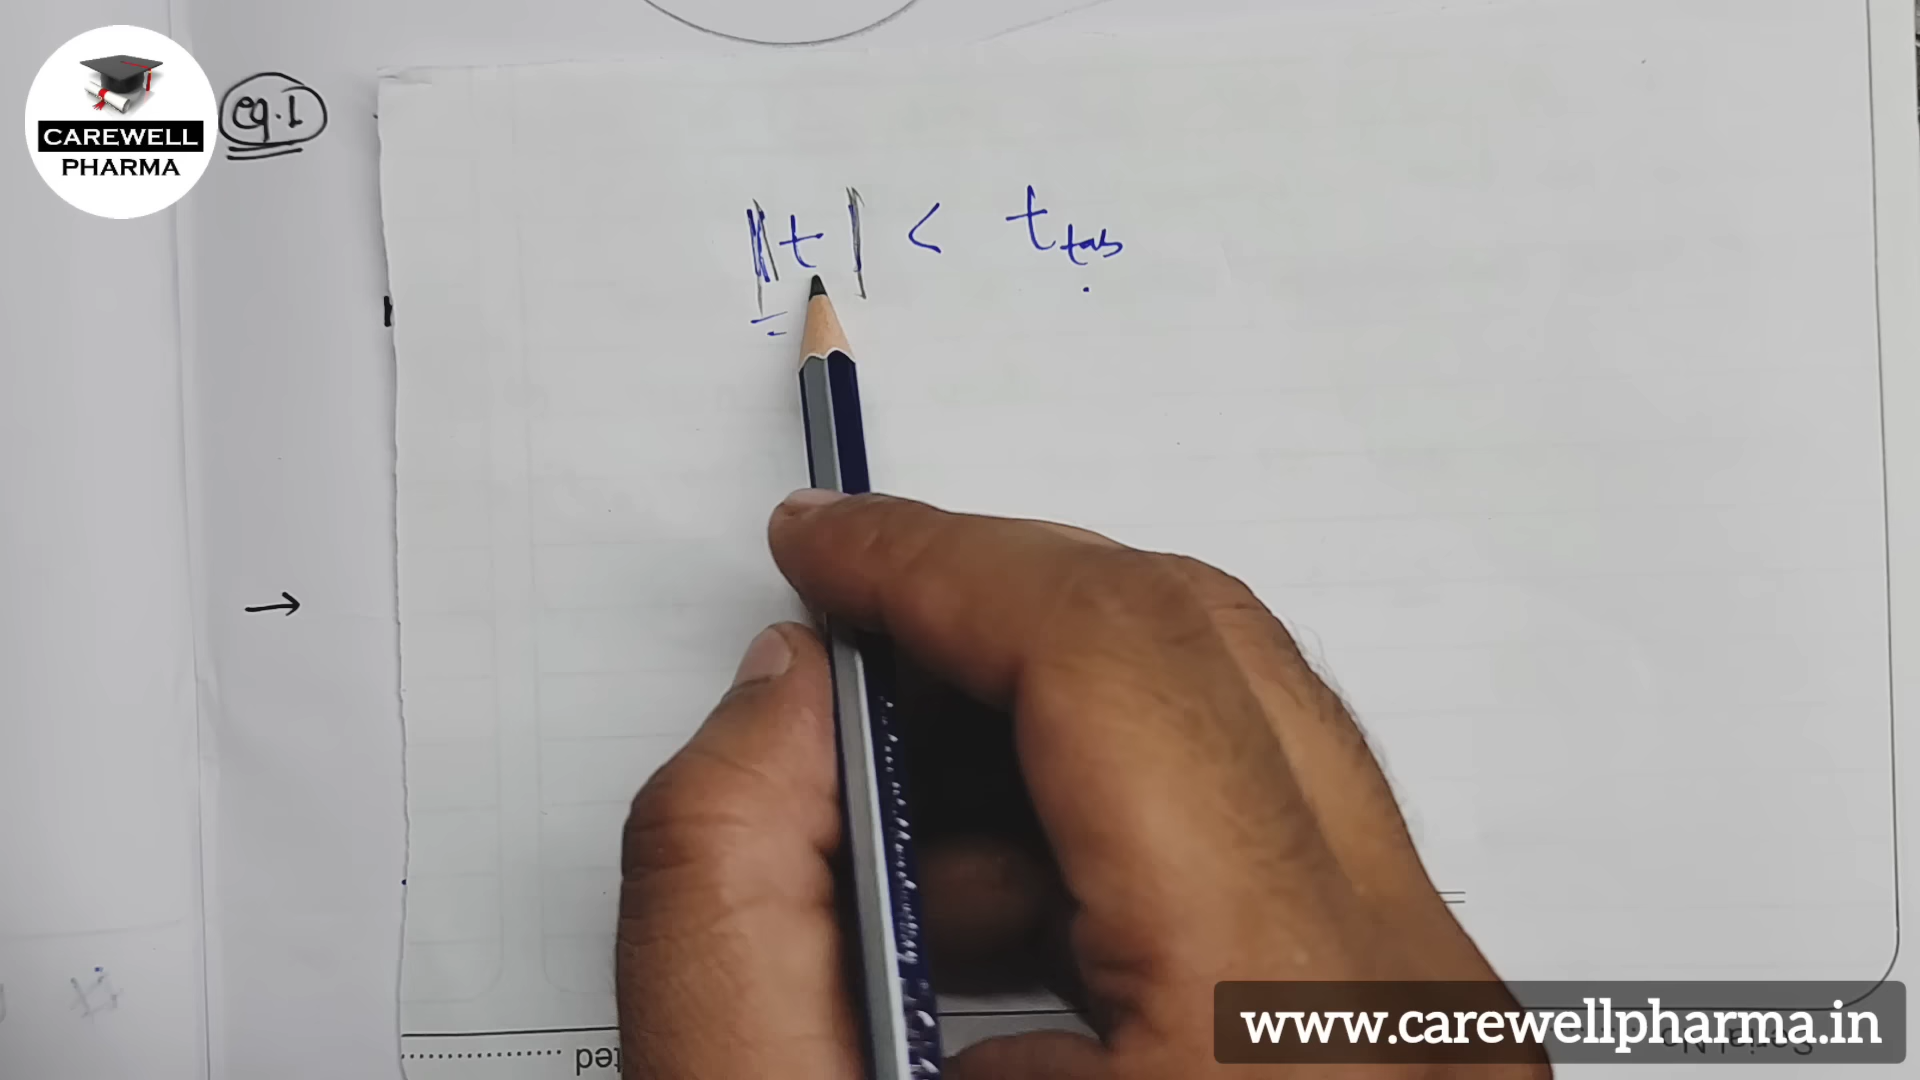 CAREWELL
PHARMA
eg.1
|t| < t tab
→
www.carewellpharma.in